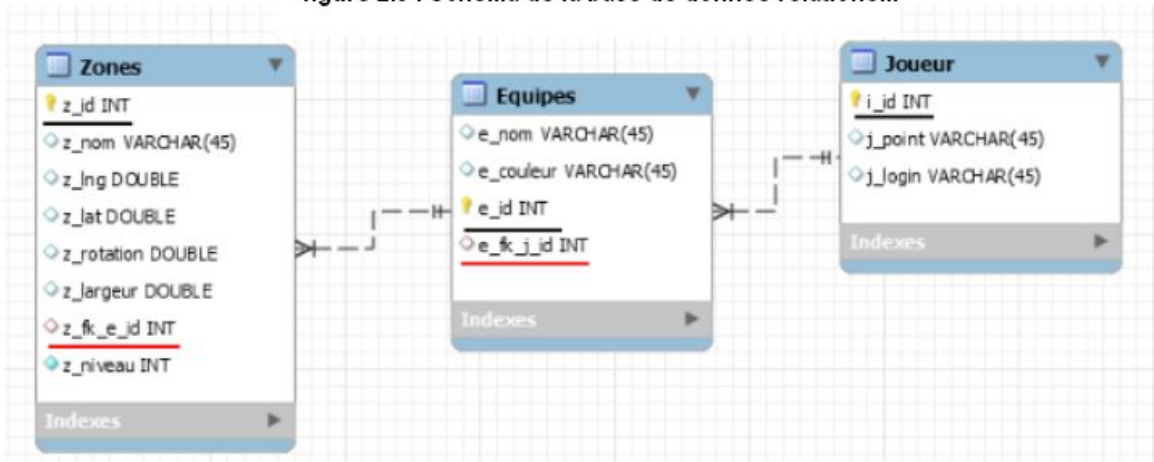 Zones
z_id INT
z_nom VARCHAR(45)
z_lng DOUBLE
z_lat DOUBLE
z_rotation DOUBLE
z_largeur DOUBLE
z_fk_e_id INT
z_niveau INT
Indexes
Equipes
e_nom VARCHAR(45)
e_couleur VARCHAR(45)
e_id INT
e_fk_j_id INT
Indexes
Joueur
i_id INT
j_point VARCHAR(45)
j_login VARCHAR(45)
Indexes